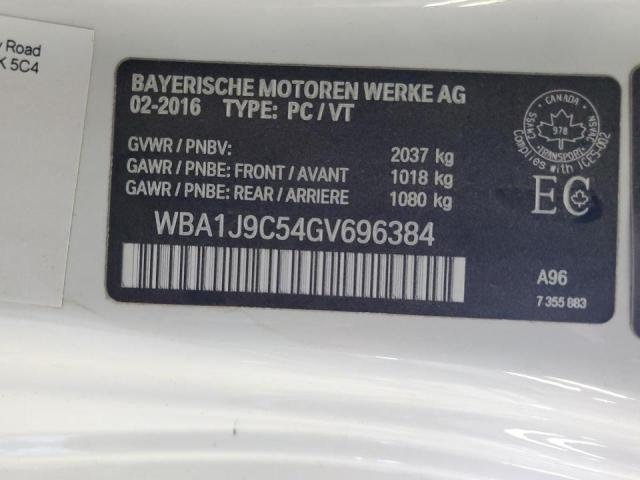 y Road
K 5C4
BAYERISCHE MOTOREN WERKE AG
02-2016 TYPE: PC / VT
GVWR / PNBV: 2037 kg
GAWR / PNBE: FRONT / AVANT 1018 kg
GAWR / PNBE: REAR / ARRIERE 1080 kg
CANADA
978
TRANSPORT
Complies with ICES-002
EC
WBA1J9C54GV696384
A96
7 355 883